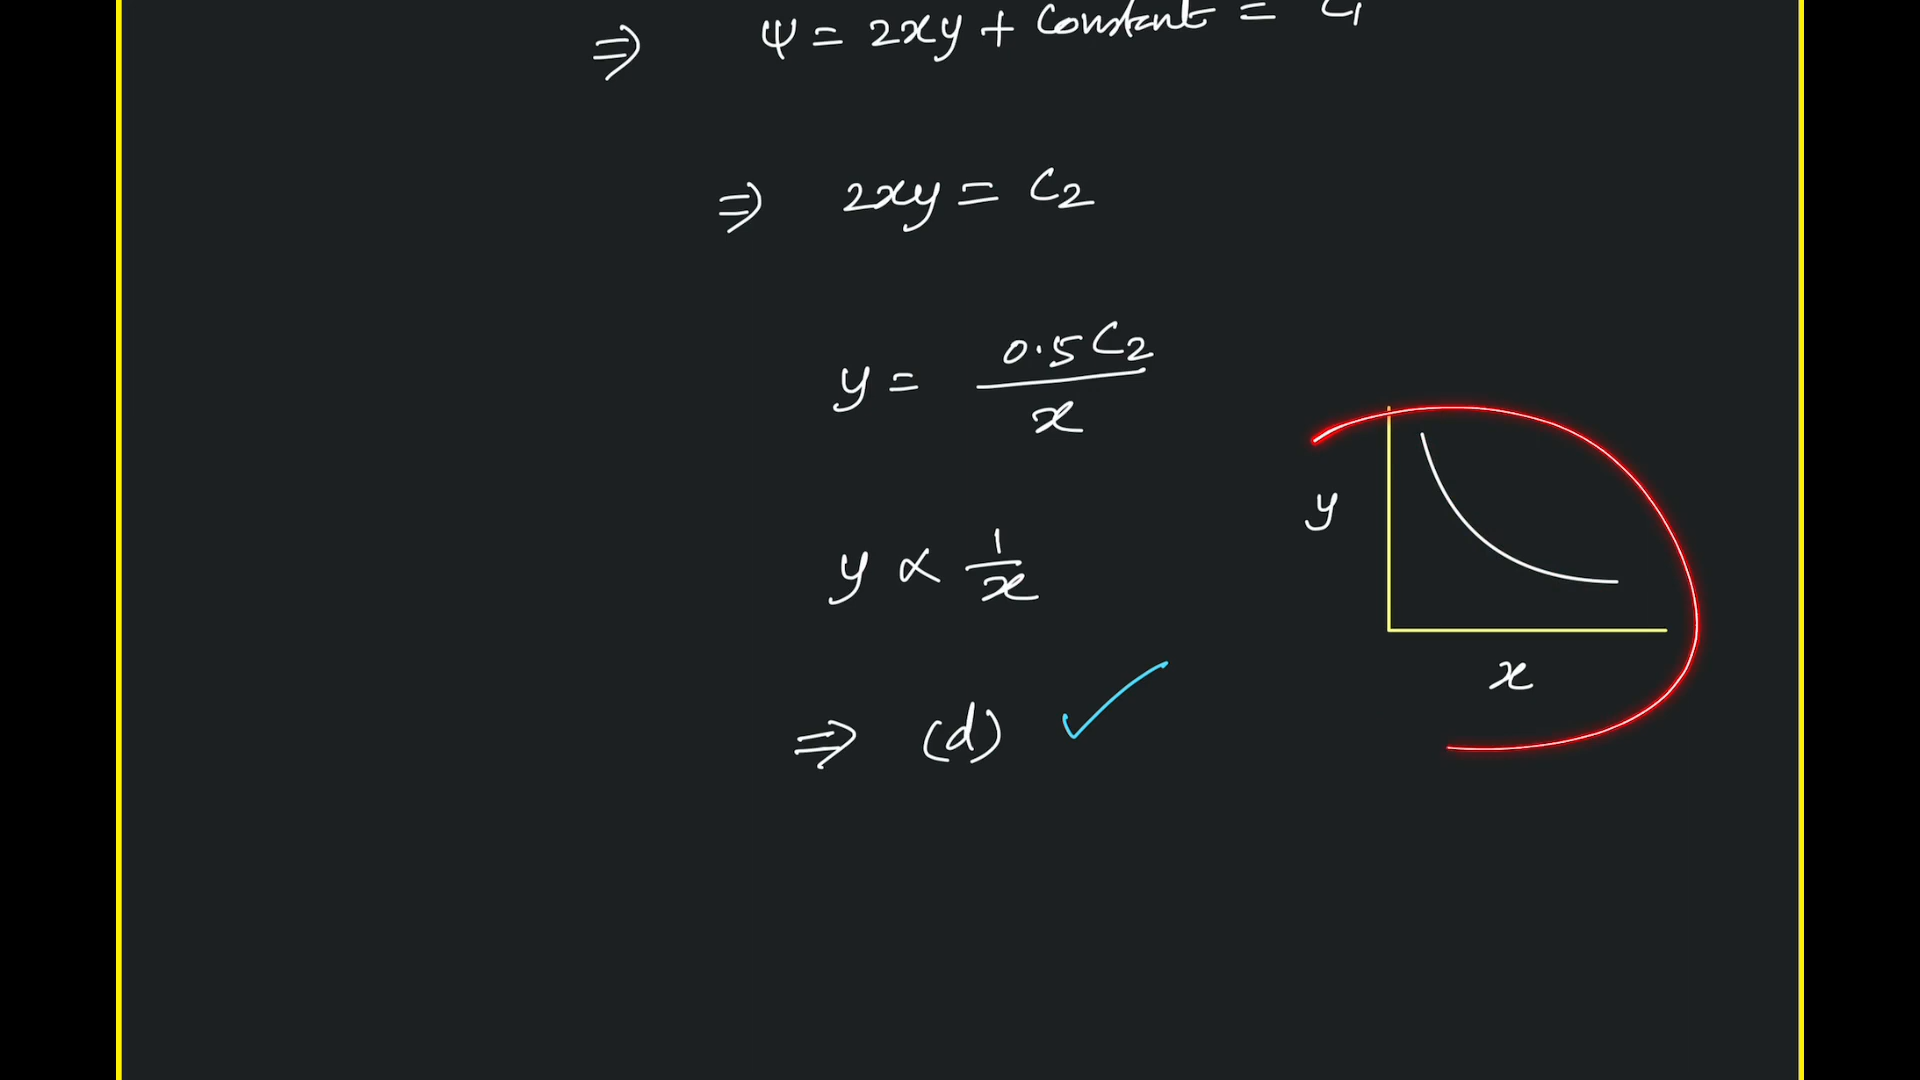 ⇒ ψ = 2xy + Constant = C₁
⇒ 2xy = C₂
y = 0.5C₂ / x
y ∝ 1/x
y
x
⇒ (d) ✓